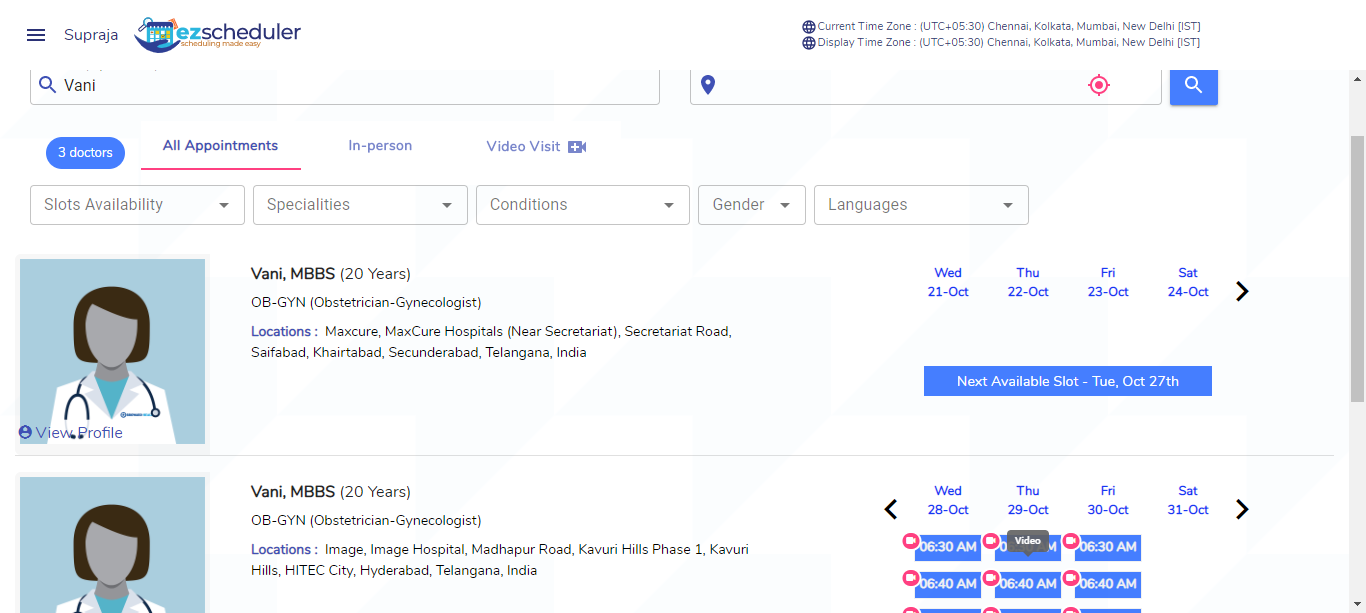 Supraja
ezscheduler
scheduling made easy
Current Time Zone : (UTC+05:30) Chennai, Kolkata, Mumbai, New Delhi [IST]
Display Time Zone : (UTC+05:30) Chennai, Kolkata, Mumbai, New Delhi [IST]
Vani
3 doctors
All Appointments
In-person
Video Visit
Slots Availability
Specialities
Conditions
Gender
Languages
Vani, MBBS (20 Years)
OB-GYN (Obstetrician-Gynecologist)
Locations : Maxcure, MaxCure Hospitals (Near Secretariat), Secretariat Road,
Saifabad, Khairtabad, Secunderabad, Telangana, India
View Profile
Wed Thu Fri Sat
21-Oct 22-Oct 23-Oct 24-Oct
Next Available Slot - Tue, Oct 27th
Vani, MBBS (20 Years)
OB-GYN (Obstetrician-Gynecologist)
Locations : Image, Image Hospital, Madhapur Road, Kavuri Hills Phase 1, Kavuri
Hills, HITEC City, Hyderabad, Telangana, India
Wed Thu Fri Sat
28-Oct 29-Oct 30-Oct 31-Oct
Video
06:30 AM 06:30 AM
06:40 AM 06:40 AM 06:40 AM